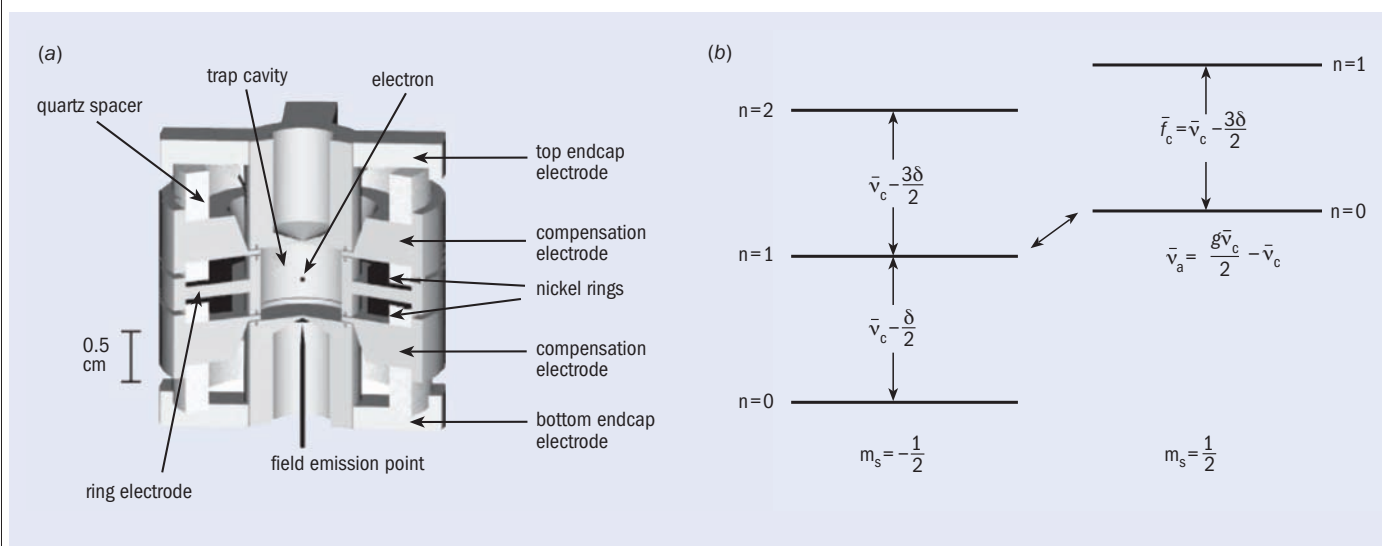 (a)
trap cavity
electron
quartz spacer
top endcap
electrode
compensation
electrode
nickel rings
0.5
cm
compensation
electrode
bottom endcap
electrode
field emission point
ring electrode
(b)
n=1
n=2
f̄c=ν̄c−3δ/2
ν̄c−3δ/2
n=0
n=1
ν̄a= gν̄c/2 −ν̄c
ν̄c−δ/2
n=0
ms=−1/2
ms=1/2